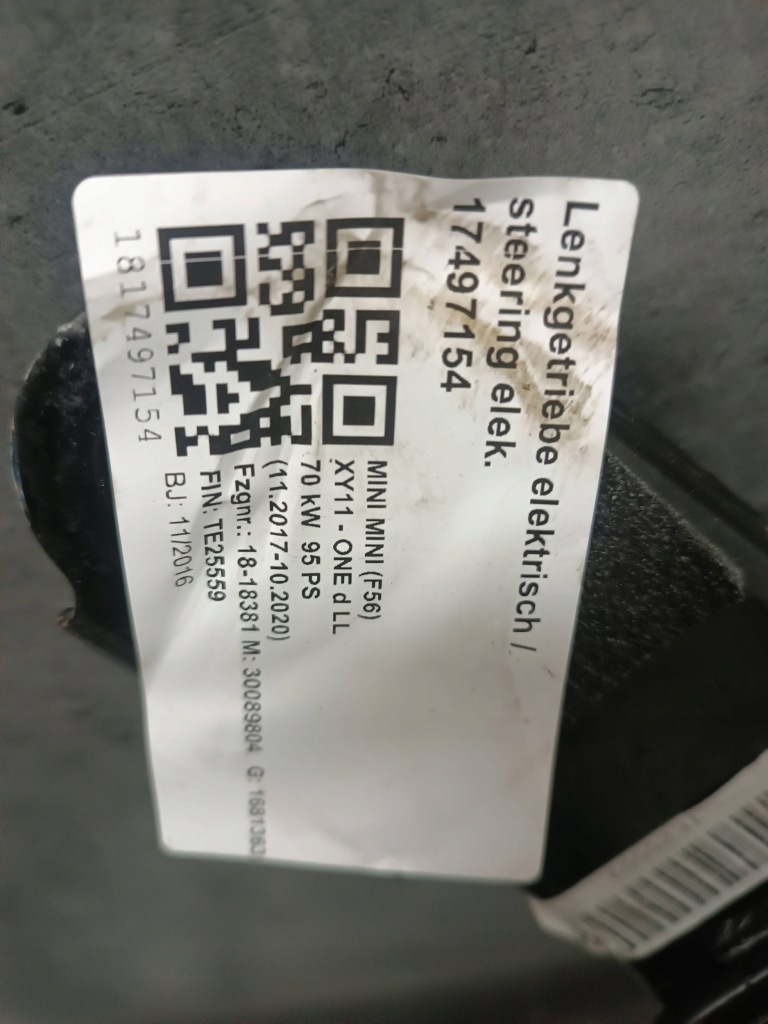 Lenkgetriebe elektrisch /
steering elek.
17497154
MINI MINI (F56)
XY11 - ONE d LL
70 kW 95 PS
(11.2017-10.2020)
Fzgnr.: 18-18381 M: 30089804 G: 1681363
FIN: TE25559
BJ: 11/2016
1817497154